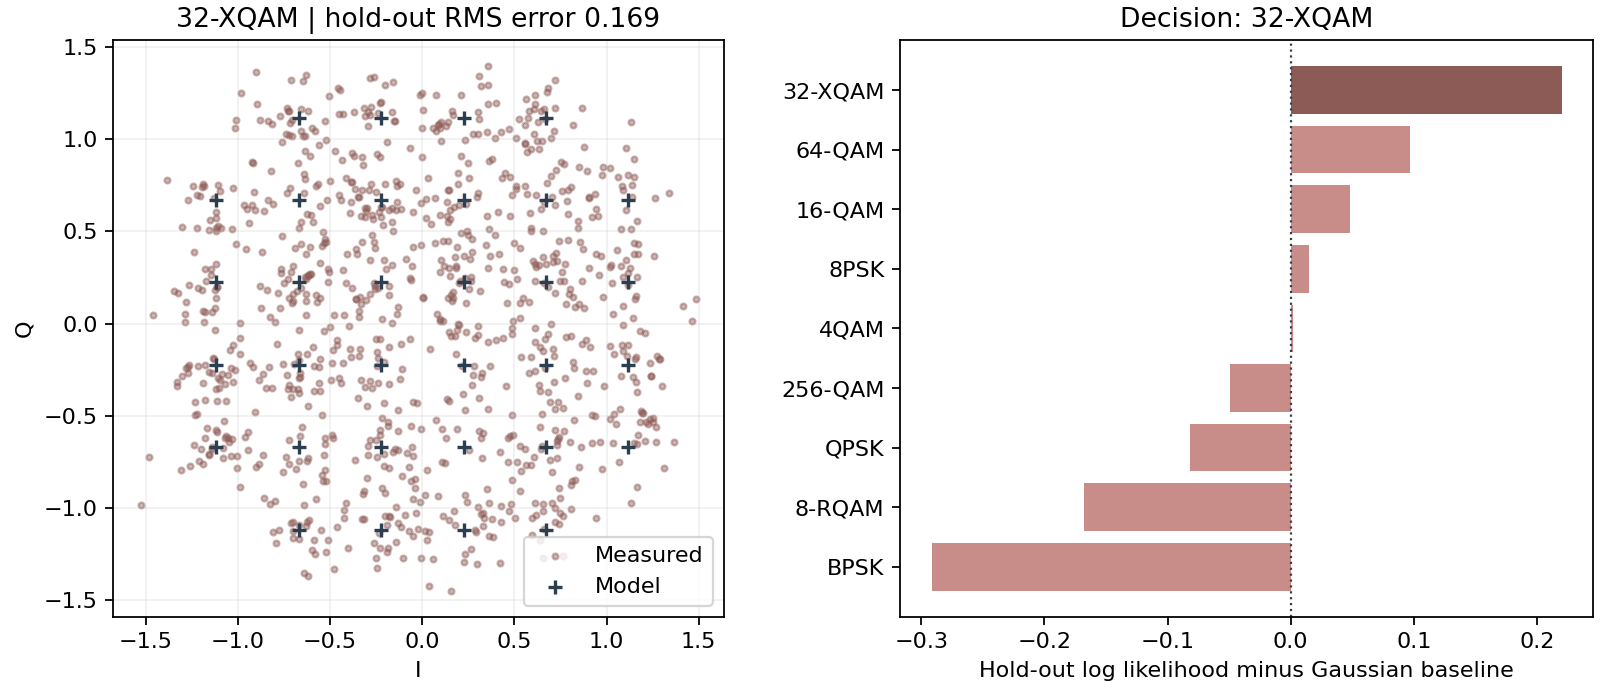 32-XQAM | hold-out RMS error 0.169
1.5
1.0
0.5
0.0
−0.5
−1.0
−1.5
Q
−1.5
−1.0
−0.5
0.0
0.5
1.0
1.5
I
Measured
Model
Decision: 32-XQAM
32-XQAM
64-QAM
16-QAM
8PSK
4QAM
256-QAM
QPSK
8-RQAM
BPSK
−0.3
−0.2
−0.1
0.0
0.1
0.2
Hold-out log likelihood minus Gaussian baseline